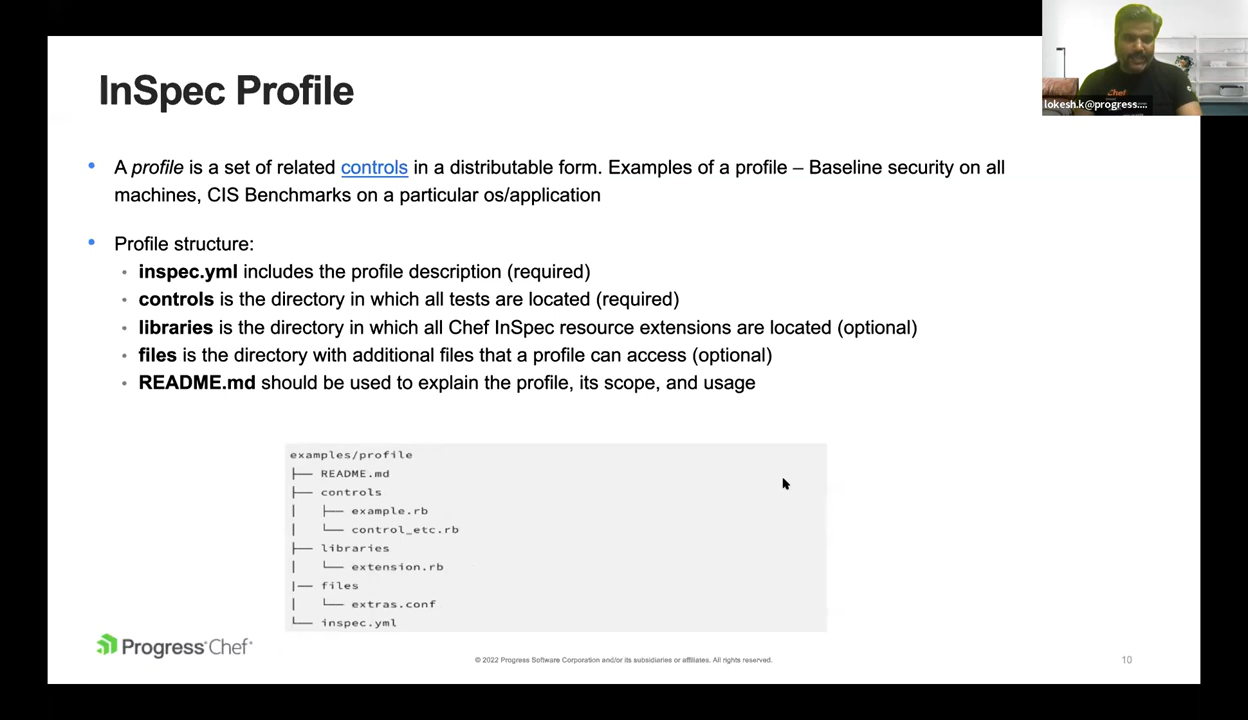 InSpec Profile
Chef
lokesh.k@progress....
• A profile is a set of related controls in a distributable form. Examples of a profile – Baseline security on all
machines, CIS Benchmarks on a particular os/application
• Profile structure:
• inspec.yml includes the profile description (required)
• controls is the directory in which all tests are located (required)
• libraries is the directory in which all Chef InSpec resource extensions are located (optional)
• files is the directory with additional files that a profile can access (optional)
• README.md should be used to explain the profile, its scope, and usage
examples/profile
├── README.md
├── controls
│   ├── example.rb
│   └── control_etc.rb
├── libraries
│   └── extension.rb
|── files
│   └── extras.conf
└── inspec.yml
Progress® Chef™
© 2022 Progress Software Corporation and/or its subsidiaries or affiliates. All rights reserved.
10